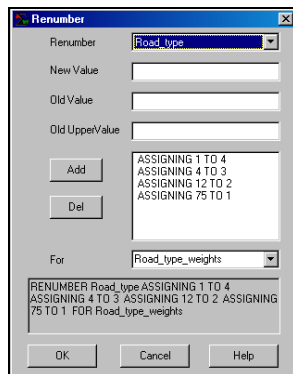 Renumber
Renumber Road_type
New Value
Old Value
Old UpperValue
Add
Del
ASSIGNING 1 TO 4
ASSIGNING 4 TO 3
ASSIGNING 12 TO 2
ASSIGNING 75 TO 1
For Road_type_weights
RENUMBER Road_type ASSIGNING 1 TO 4
ASSIGNING 4 TO 3 ASSIGNING 12 TO 2 ASSIGNING
75 TO 1 FOR Road_type_weights
OK Cancel Help